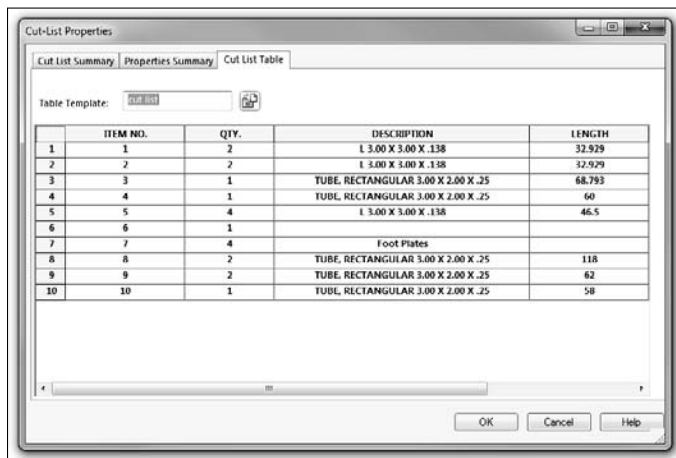 Cut-List Properties
Cut List Summary Properties Summary Cut List Table
Table Template: cut list
ITEM NO. QTY. DESCRIPTION LENGTH
1 1 2 L 3.00 X 3.00 X .138 32.929
2 2 2 L 3.00 X 3.00 X .138 32.929
3 3 1 TUBE, RECTANGULAR 3.00 X 2.00 X .25 68.793
4 4 1 TUBE, RECTANGULAR 3.00 X 2.00 X .25 60
5 5 4 L 3.00 X 3.00 X .138 46.5
6 6 1
7 7 4 Foot Plates
8 8 2 TUBE, RECTANGULAR 3.00 X 2.00 X .25 118
9 9 2 TUBE, RECTANGULAR 3.00 X 2.00 X .25 62
10 10 1 TUBE, RECTANGULAR 3.00 X 2.00 X .25 58
OK Cancel Help